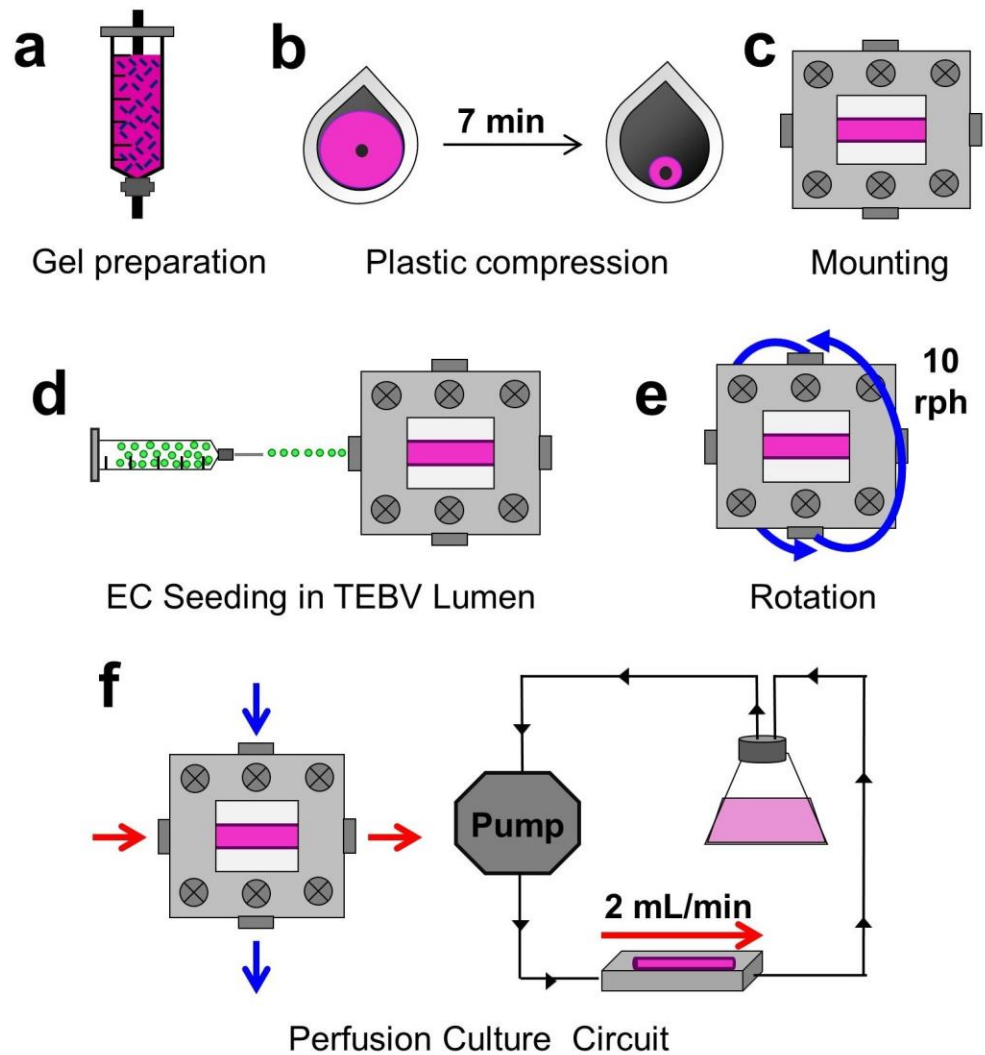 a
b
c
7 min
Gel preparation
Plastic compression
Mounting
d
e
10
rph
EC Seeding in TEBV Lumen
Rotation
f
Pump
2 mL/min
Perfusion Culture Circuit